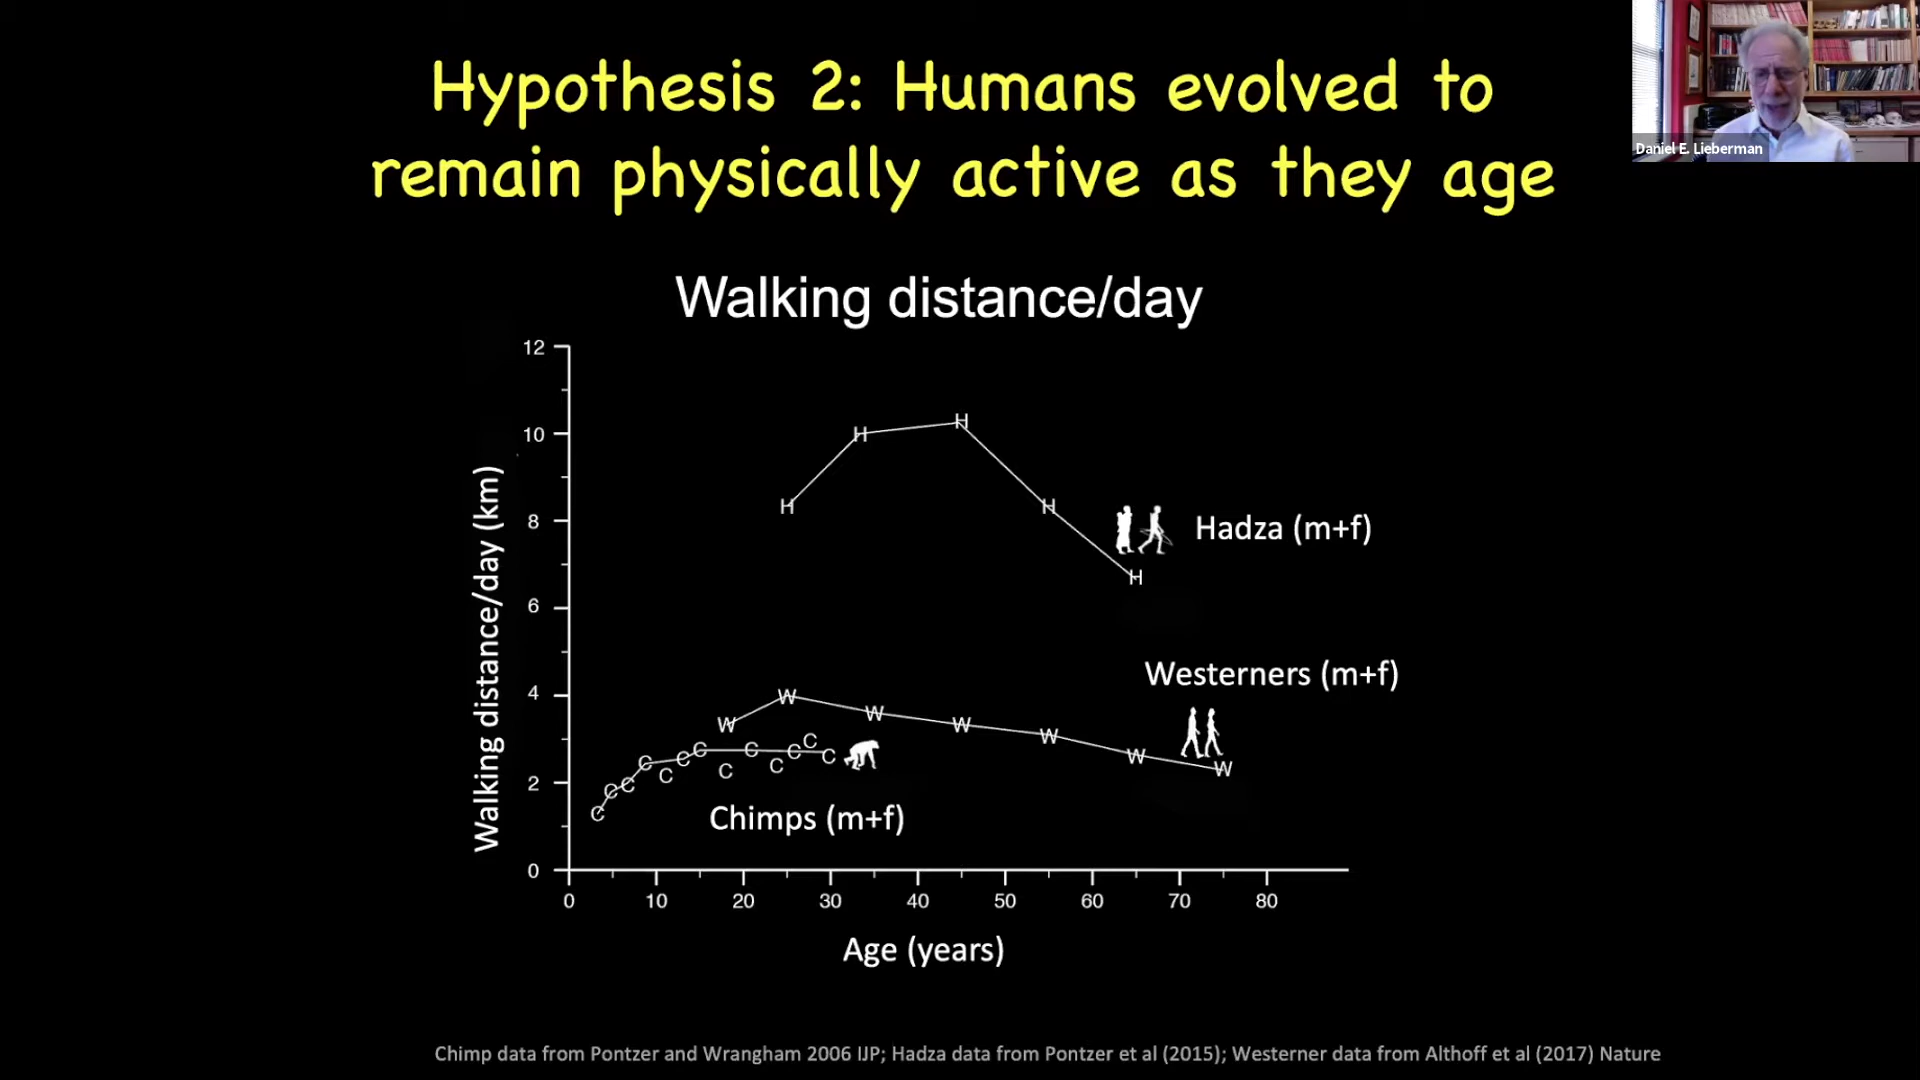 Hypothesis 2: Humans evolved to
remain physically active as they age
Daniel E. Lieberman
Walking distance/day
Walking distance/day (km)
12
10
8
6
4
2
0
H
H
H
H
H
Hadza (m+f)
Westerners (m+f)
W
W
W
W
W
W
W
C
C
C
C
C
C
C
C
C
C
C
C
C
Chimps (m+f)
0 10 20 30 40 50 60 70 80
Age (years)
Chimp data from Pontzer and Wrangham 2006 IJP; Hadza data from Pontzer et al (2015); Westerner data from Althoff et al (2017) Nature